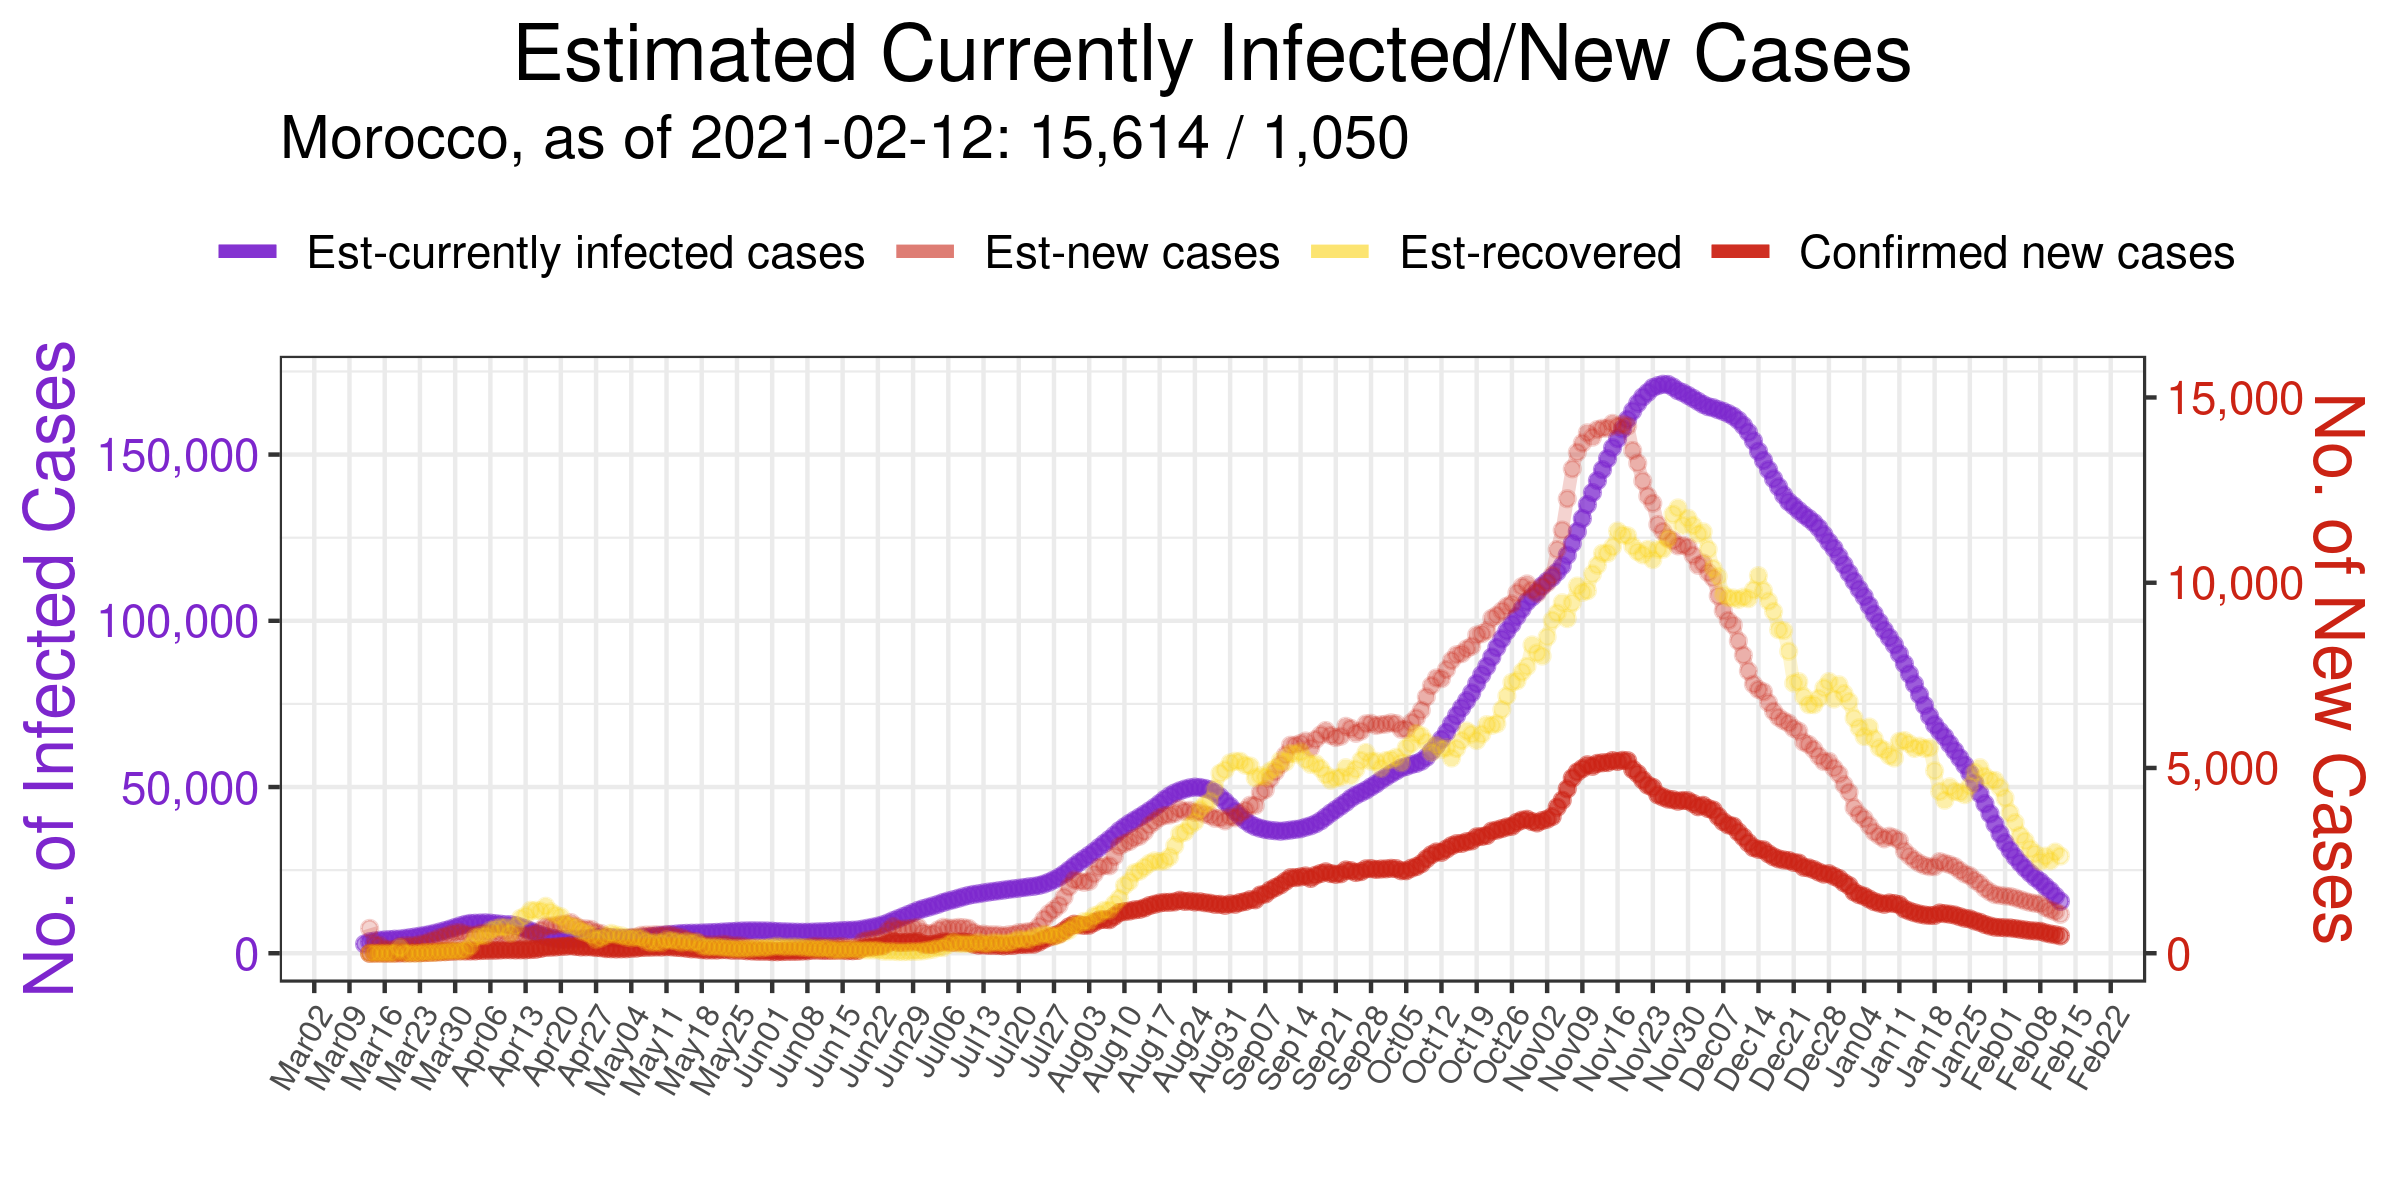 Estimated Currently Infected/New Cases
Morocco, as of 2021-02-12: 15,614 / 1,050
Est-currently infected cases
Est-new cases
Est-recovered
Confirmed new cases
No. of Infected Cases
150,000
100,000
50,000
0
15,000
10,000
5,000
0
No. of New Cases
Mar02
Mar09
Mar16
Mar23
Mar30
Apr06
Apr13
Apr20
Apr27
May04
May11
May18
May25
Jun01
Jun08
Jun15
Jun22
Jun29
Jul06
Jul13
Jul20
Jul27
Aug03
Aug10
Aug17
Aug24
Aug31
Sep07
Sep14
Sep21
Sep28
Oct05
Oct12
Oct19
Oct26
Nov02
Nov09
Nov16
Nov23
Nov30
Dec07
Dec14
Dec21
Dec28
Jan04
Jan11
Jan18
Jan25
Feb01
Feb08
Feb15
Feb22